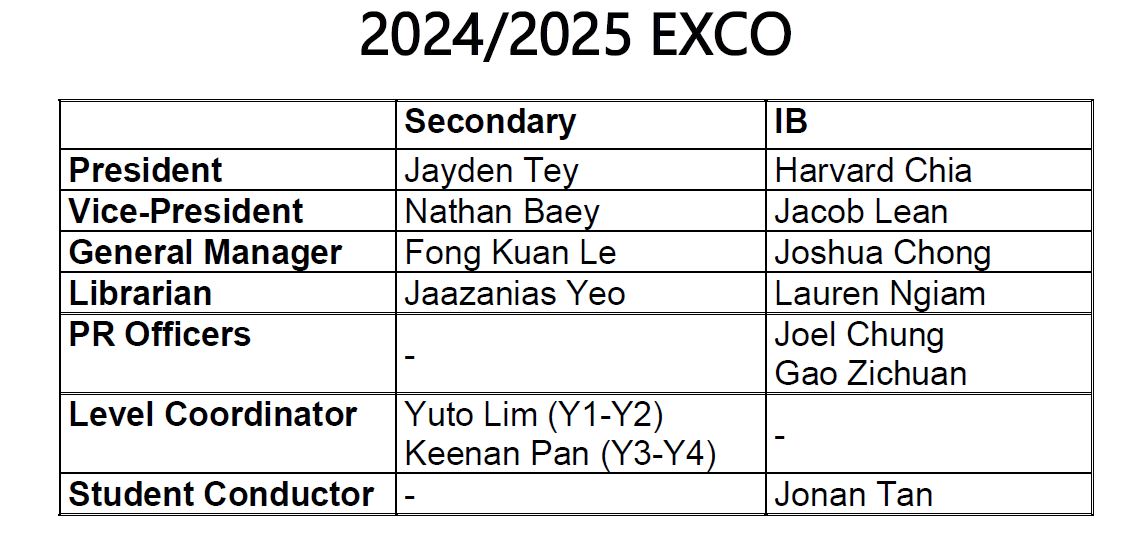 2024/2025 EXCO
Secondary IB
President Jayden Tey Harvard Chia
Vice-President Nathan Baey Jacob Lean
General Manager Fong Kuan Le Joshua Chong
Librarian Jaazanias Yeo Lauren Ngiam
PR Officers - Joel Chung
Gao Zichuan
Level Coordinator Yuto Lim (Y1-Y2) -
Keenan Pan (Y3-Y4)
Student Conductor - Jonan Tan